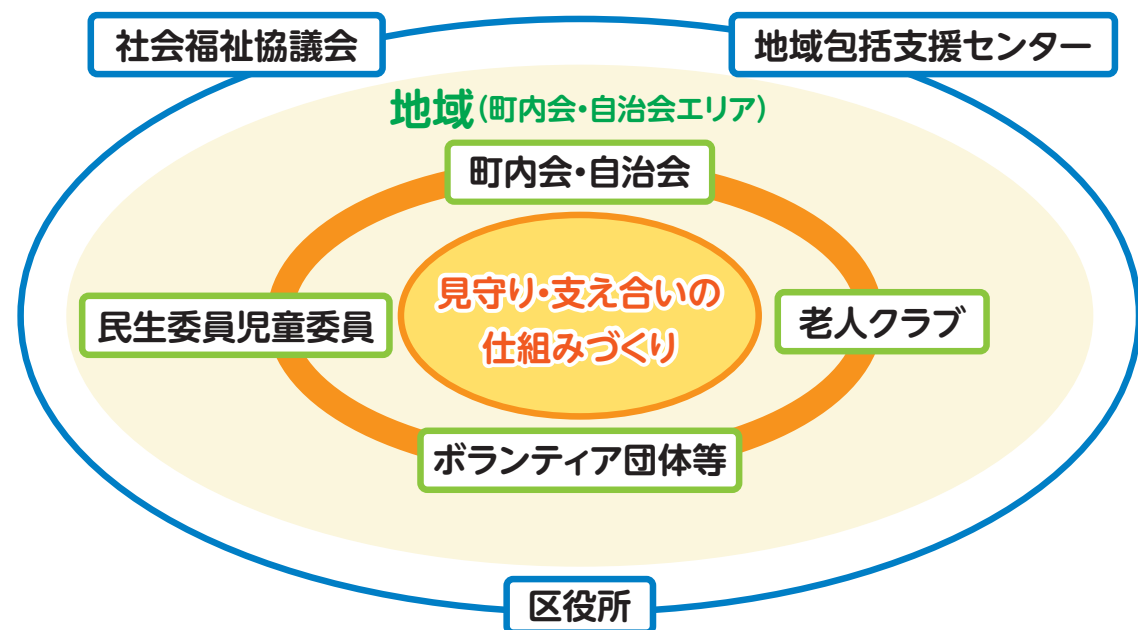 社会福祉協議会
地域包括支援センター
地域(町内会・自治会エリア)
町内会・自治会
見守り・支え合いの
仕組みづくり
民生委員児童委員
老人クラブ
ボランティア団体等
区役所